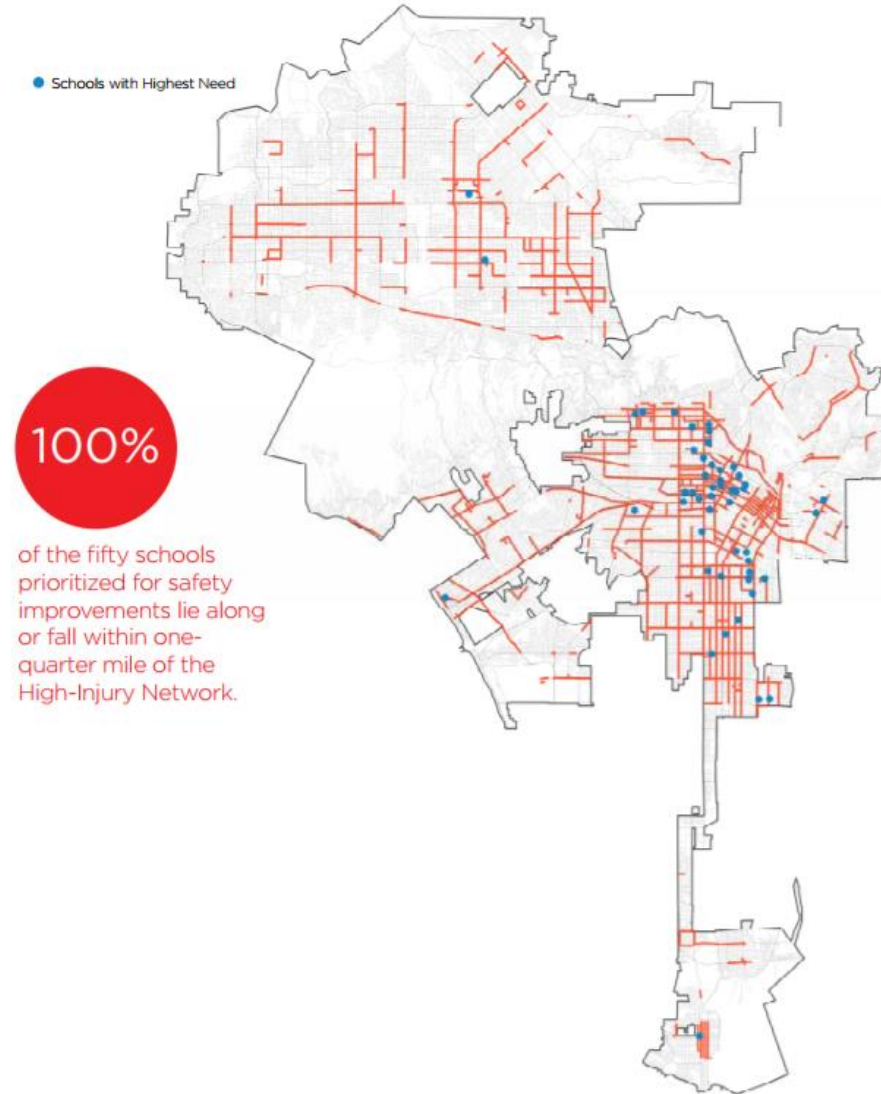 Schools with Highest Need
100%
of the fifty schools
prioritized for safety
improvements lie along
or fall within one-
quarter mile of the
High-Injury Network.